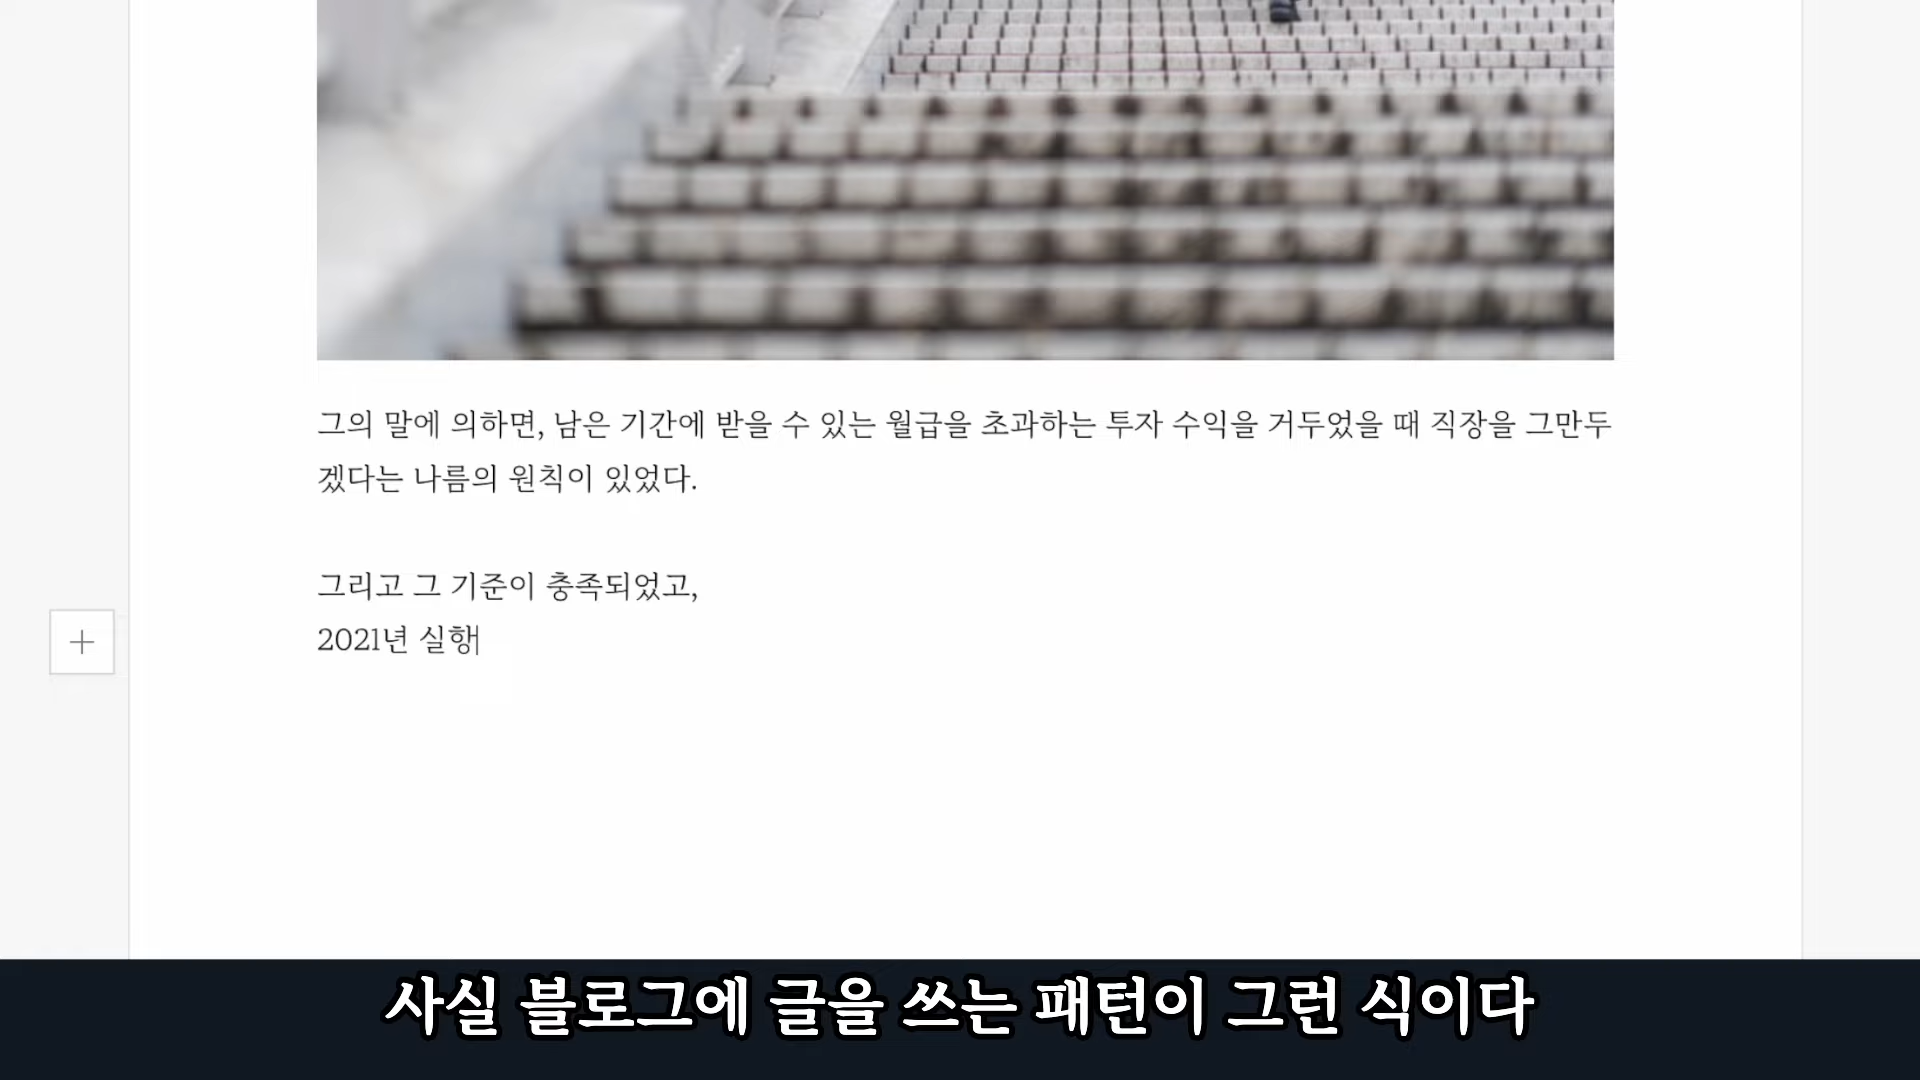 그의 말에 의하면, 남은 기간에 받을 수 있는 월급을 초과하는 투자 수익을 거두었을 때 직장을 그만두
겠다는 나름의 원칙이 있었다.
그리고 그 기준이 충족되었고,
2021년 실행
사실 블로그에 글을 쓰는 패턴이 그런 식이다